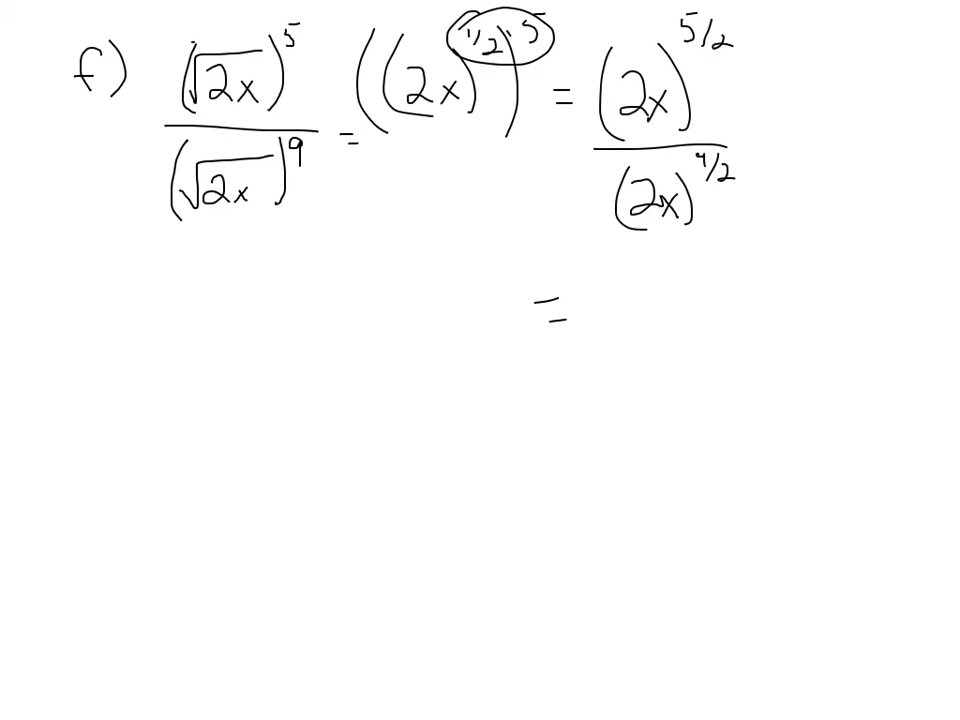 f) (√2x)^5 / (√2x)^9 = ((2x)^1/2)·5 = (2x)^5/2 / (2x)^9/2
=